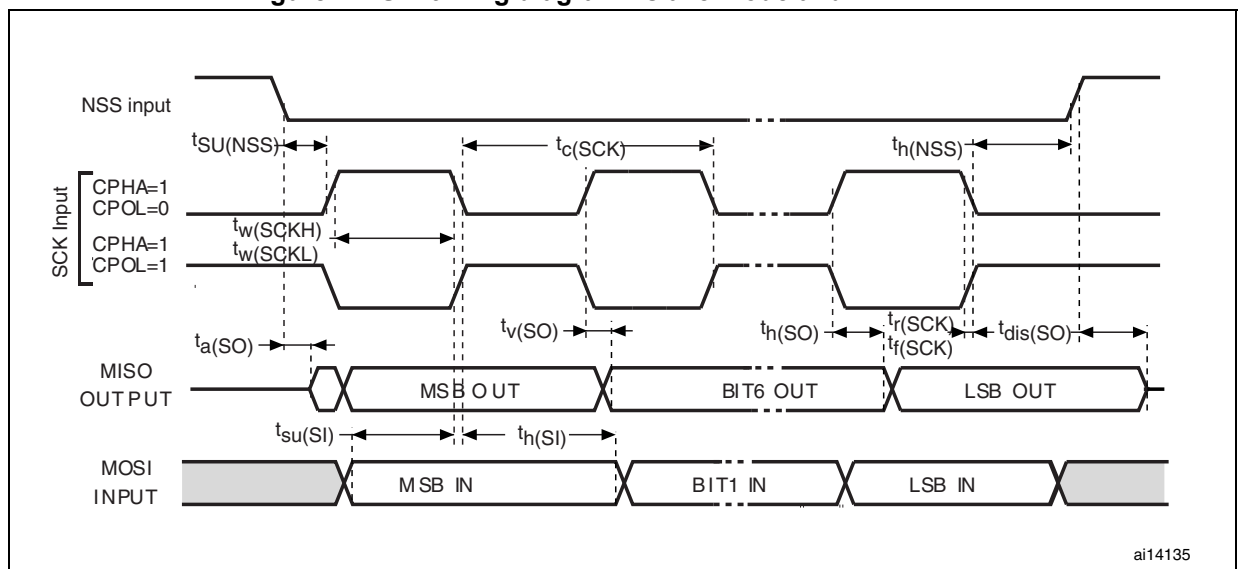 NSS input
tSU(NSS)
tc(SCK)
th(NSS)
SCK Input
CPHA=1
CPOL=0
tw(SCKH)
tw(SCKL)
CPHA=1
CPOL=1
tv(SO)
th(SO)
tr(SCK)
tf(SCK)
tdis(SO)
ta(SO)
MISO
OUTPUT
MSB OUT
BIT6 OUT
LSB OUT
tsu(SI)
th(SI)
MOSI
INPUT
MSB IN
BIT1 IN
LSB IN
ai14135